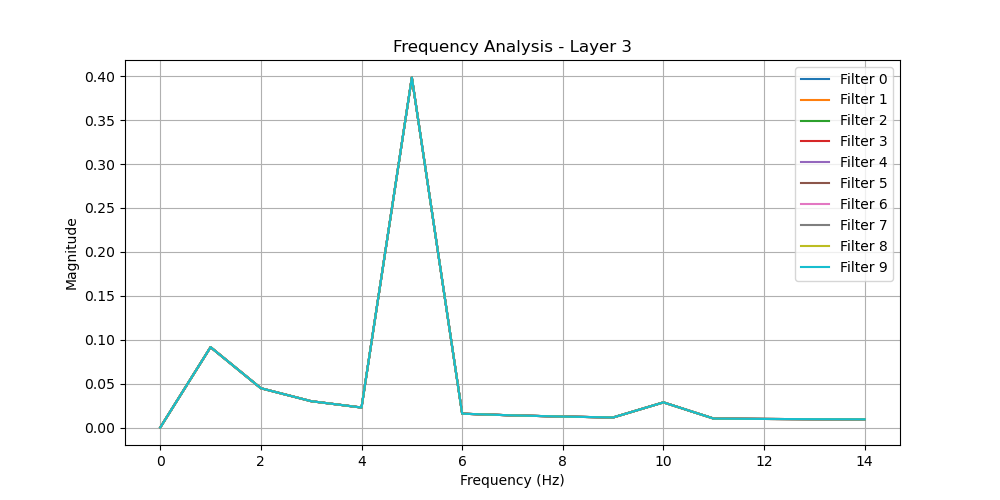 Frequency Analysis - Layer 3
0.40
0.35
0.30
0.25
0.20
0.15
0.10
0.05
0.00
Magnitude
Filter 0
Filter 1
Filter 2
Filter 3
Filter 4
Filter 5
Filter 6
Filter 7
Filter 8
Filter 9
0 2 4 6 8 10 12 14
Frequency (Hz)